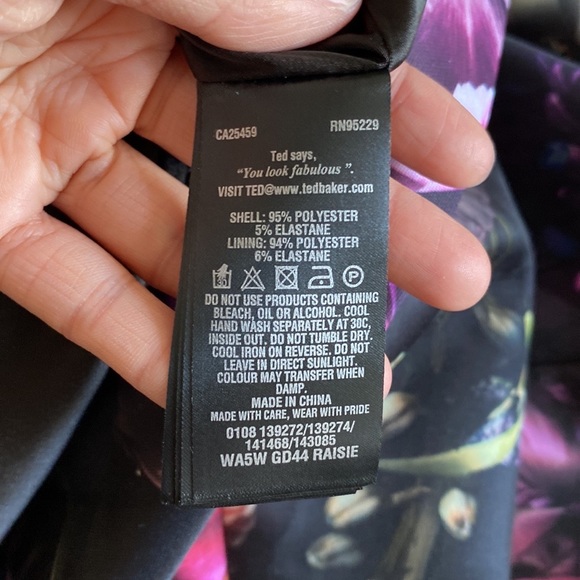 CA25459 RN95229
Ted says,
"You look fabulous".
VISIT TED@www.tedbaker.com
SHELL: 95% POLYESTER
5% ELASTANE
LINING: 94% POLYESTER
6% ELASTANE
P
DO NOT USE PRODUCTS CONTAINING
BLEACH, OIL OR ALCOHOL. COOL
HAND WASH SEPARATELY AT 30C,
INSIDE OUT. DO NOT TUMBLE DRY.
COOL IRON ON REVERSE. DO NOT
LEAVE IN DIRECT SUNLIGHT.
COLOUR MAY TRANSFER WHEN
DAMP.
MADE IN CHINA
MADE WITH CARE, WEAR WITH PRIDE
0108 139272/139274/
141468/143085
WA5W GD44 RAISIE